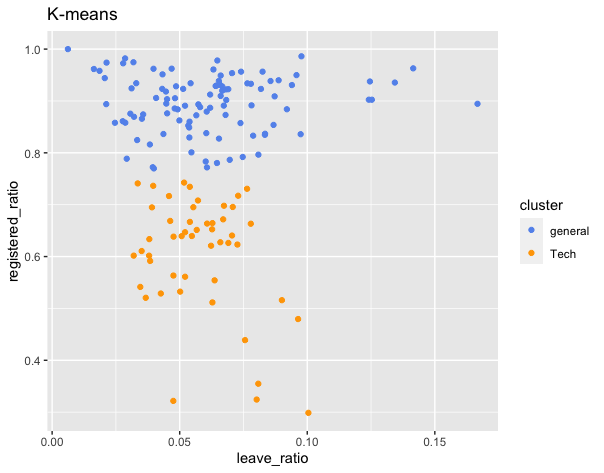 K-means
registered_ratio
1.0
0.8
0.6
0.4
0.00
0.05
0.10
0.15
leave_ratio
cluster
general
Tech